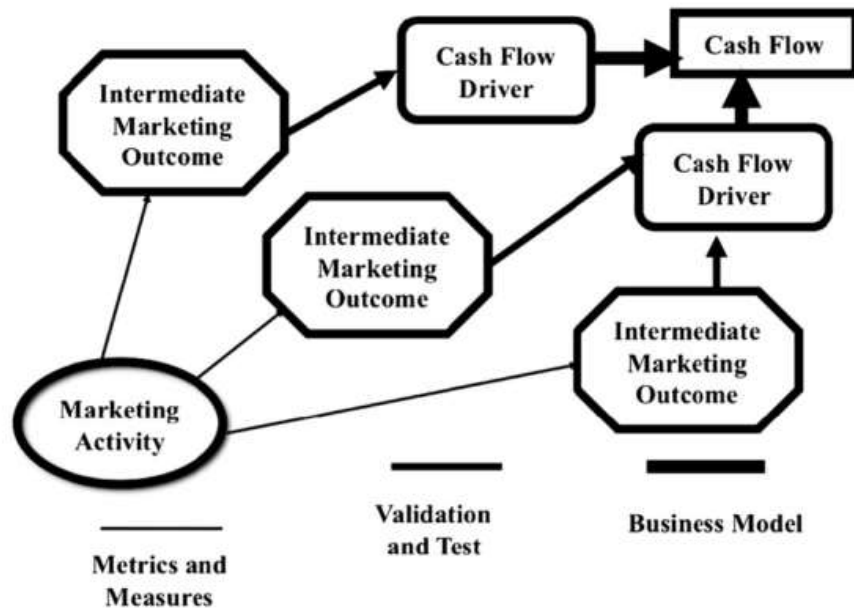 Cash Flow
Cash Flow
Driver
Intermediate
Marketing
Outcome
Cash Flow
Driver
Intermediate
Marketing
Outcome
Intermediate
Marketing
Outcome
Marketing
Activity
Validation
and Test
Business Model
Metrics and
Measures